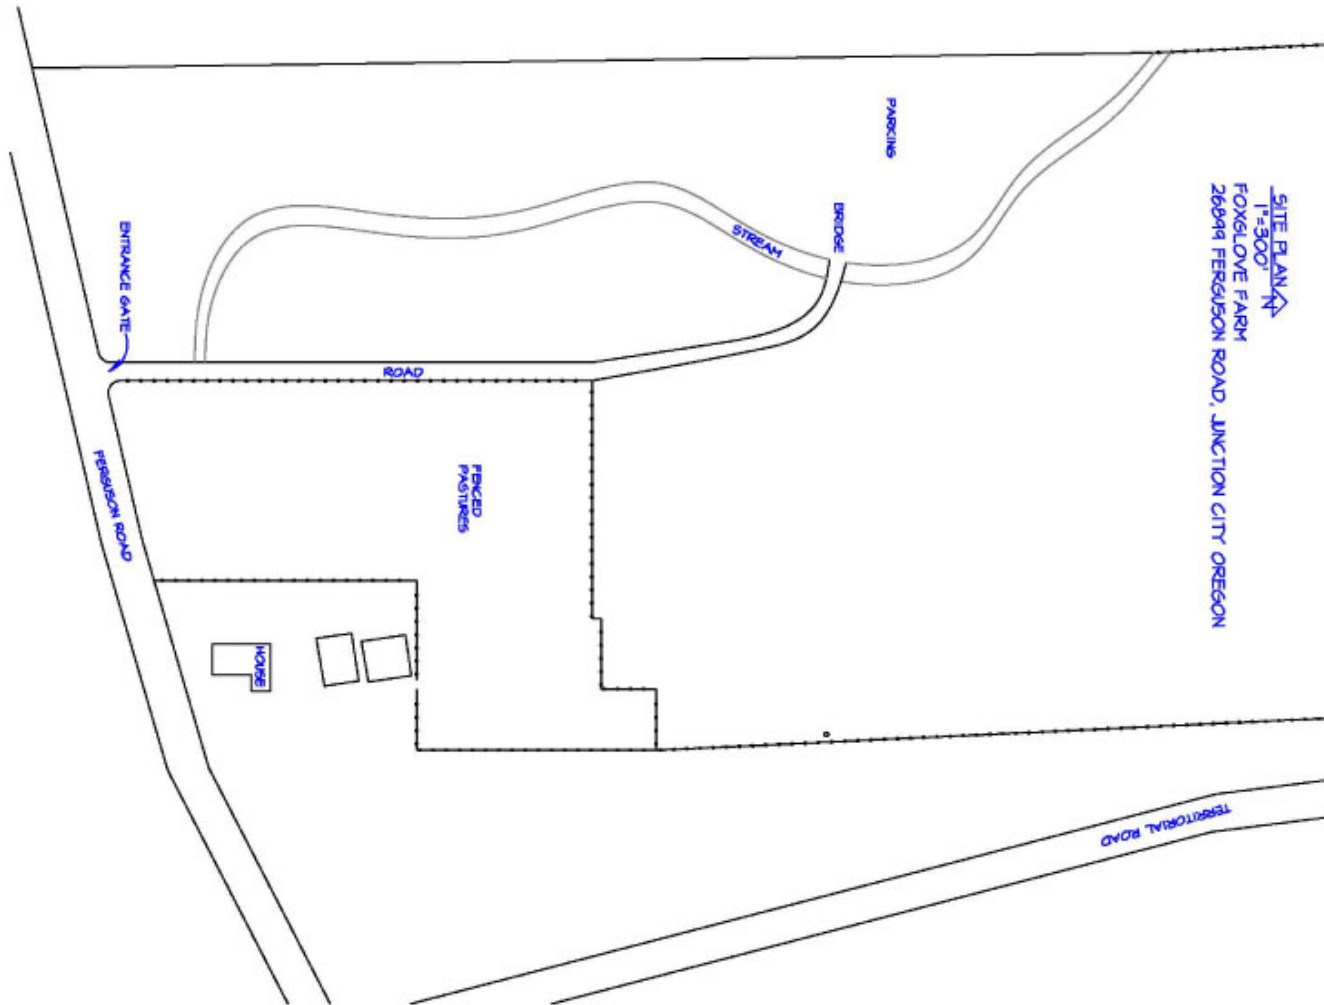 SITE PLAN N
1"=300'
FOXGLOVE FARM
26899 FERGUSON ROAD, JUNCTION CITY OREGON
PARKING
BRIDGE
STREAM
ENTRANCE GATE
ROAD
FENCED
PASTURES
FERGUSON ROAD
HOUSE
TERRITORIAL ROAD